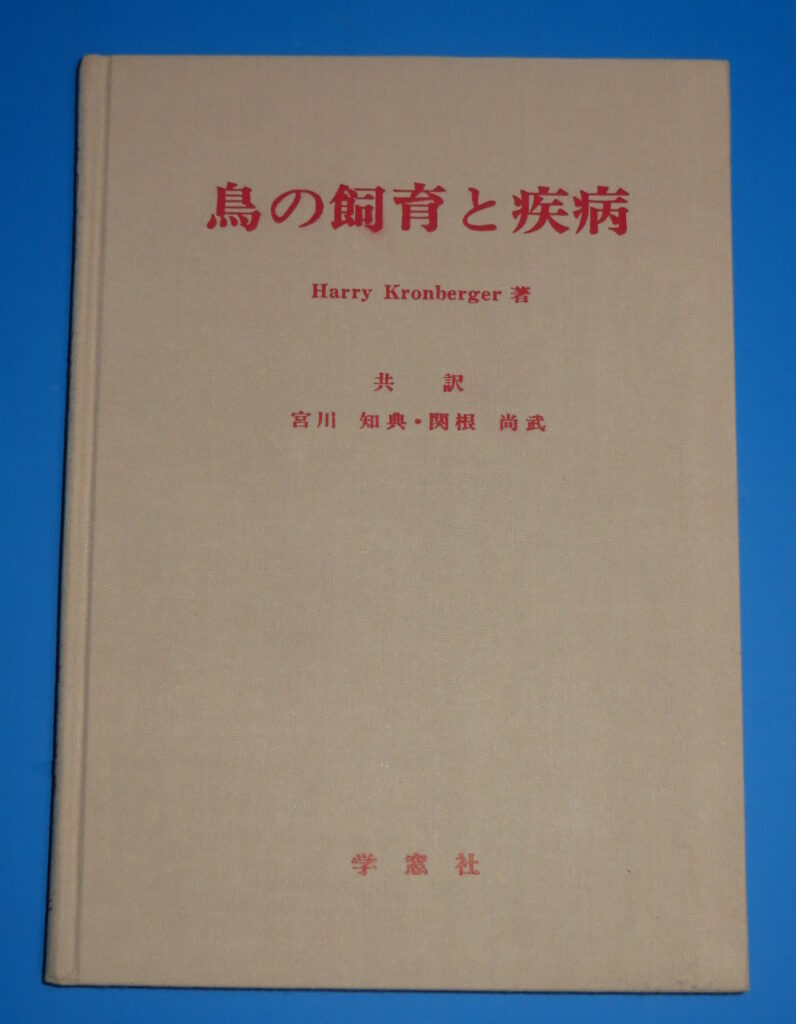 鳥の飼育と疾病
Harry Kronberger 著
共 訳
宮川 知典・関根 尚武
学窓社